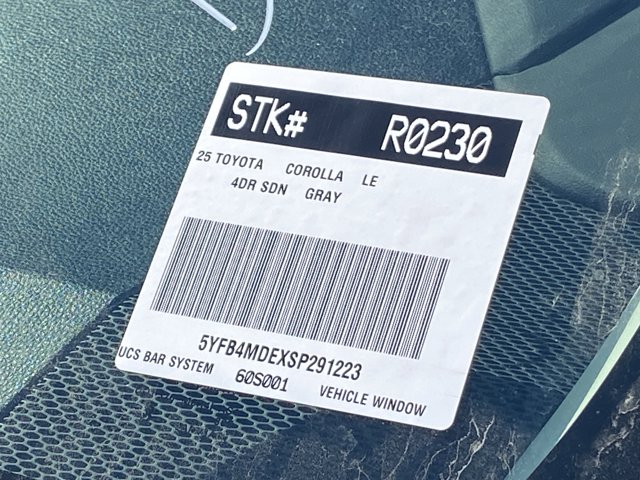 STK# R0230
25 TOYOTA COROLLA LE
4DR SDN GRAY
5YFB4MDEXSP291223
UCS BAR SYSTEM 60S001 VEHICLE WINDOW